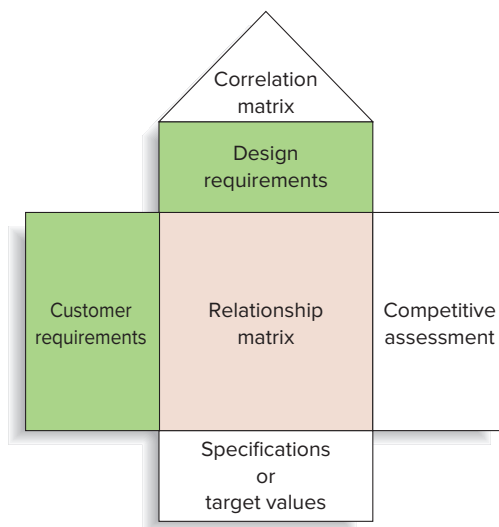 Correlation
matrix
Design
requirements
Customer
requirements
Relationship
matrix
Competitive
assessment
Specifications
or
target values